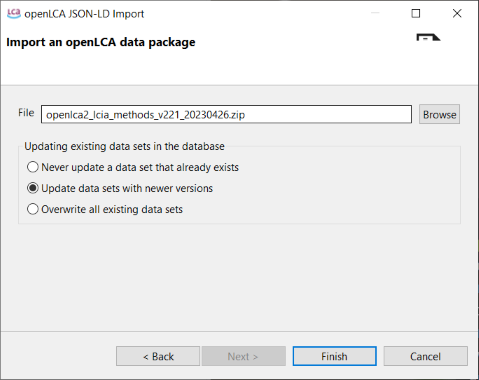 LCA openLCA JSON-LD Import
Import an openLCA data package
File openlca2_lcia_methods_v221_20230426.zip Browse
Updating existing data sets in the database
Never update a data set that already exists
Update data sets with newer versions
Overwrite all existing data sets
< Back Next > Finish Cancel